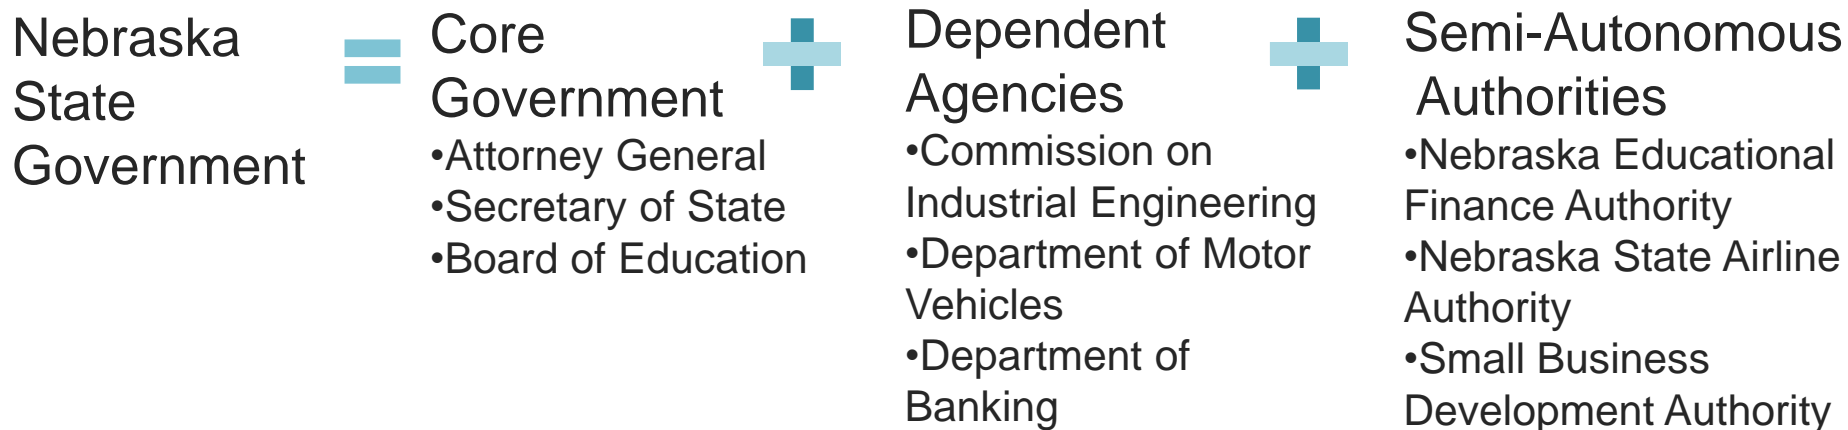 Nebraska
State
Government
Core
Government
•Attorney General
•Secretary of State
•Board of Education
Dependent
Agencies
•Commission on
Industrial Engineering
•Department of Motor
Vehicles
•Department of
Banking
Semi-Autonomous
Authorities
•Nebraska Educational
Finance Authority
•Nebraska State Airline
Authority
•Small Business
Development Authority